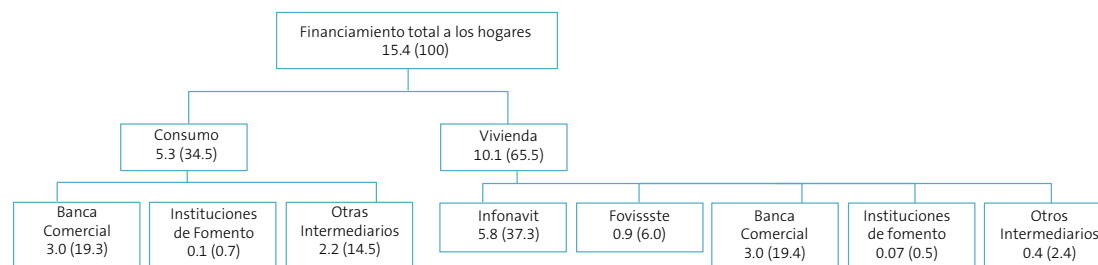 Financiamiento total a los hogares
15.4 (100)
Consumo
5.3 (34.5)
Vivienda
10.1 (65.5)
Banca
Comercial
3.0 (19.3)
Instituciones
de Fomento
0.1 (0.7)
Otras
Intermediarios
2.2 (14.5)
Infonavit
5.8 (37.3)
Fovissste
0.9 (6.0)
Banca
Comercial
3.0 (19.4)
Instituciones
de fomento
0.07 (0.5)
Otros
Intermediarios
0.4 (2.4)